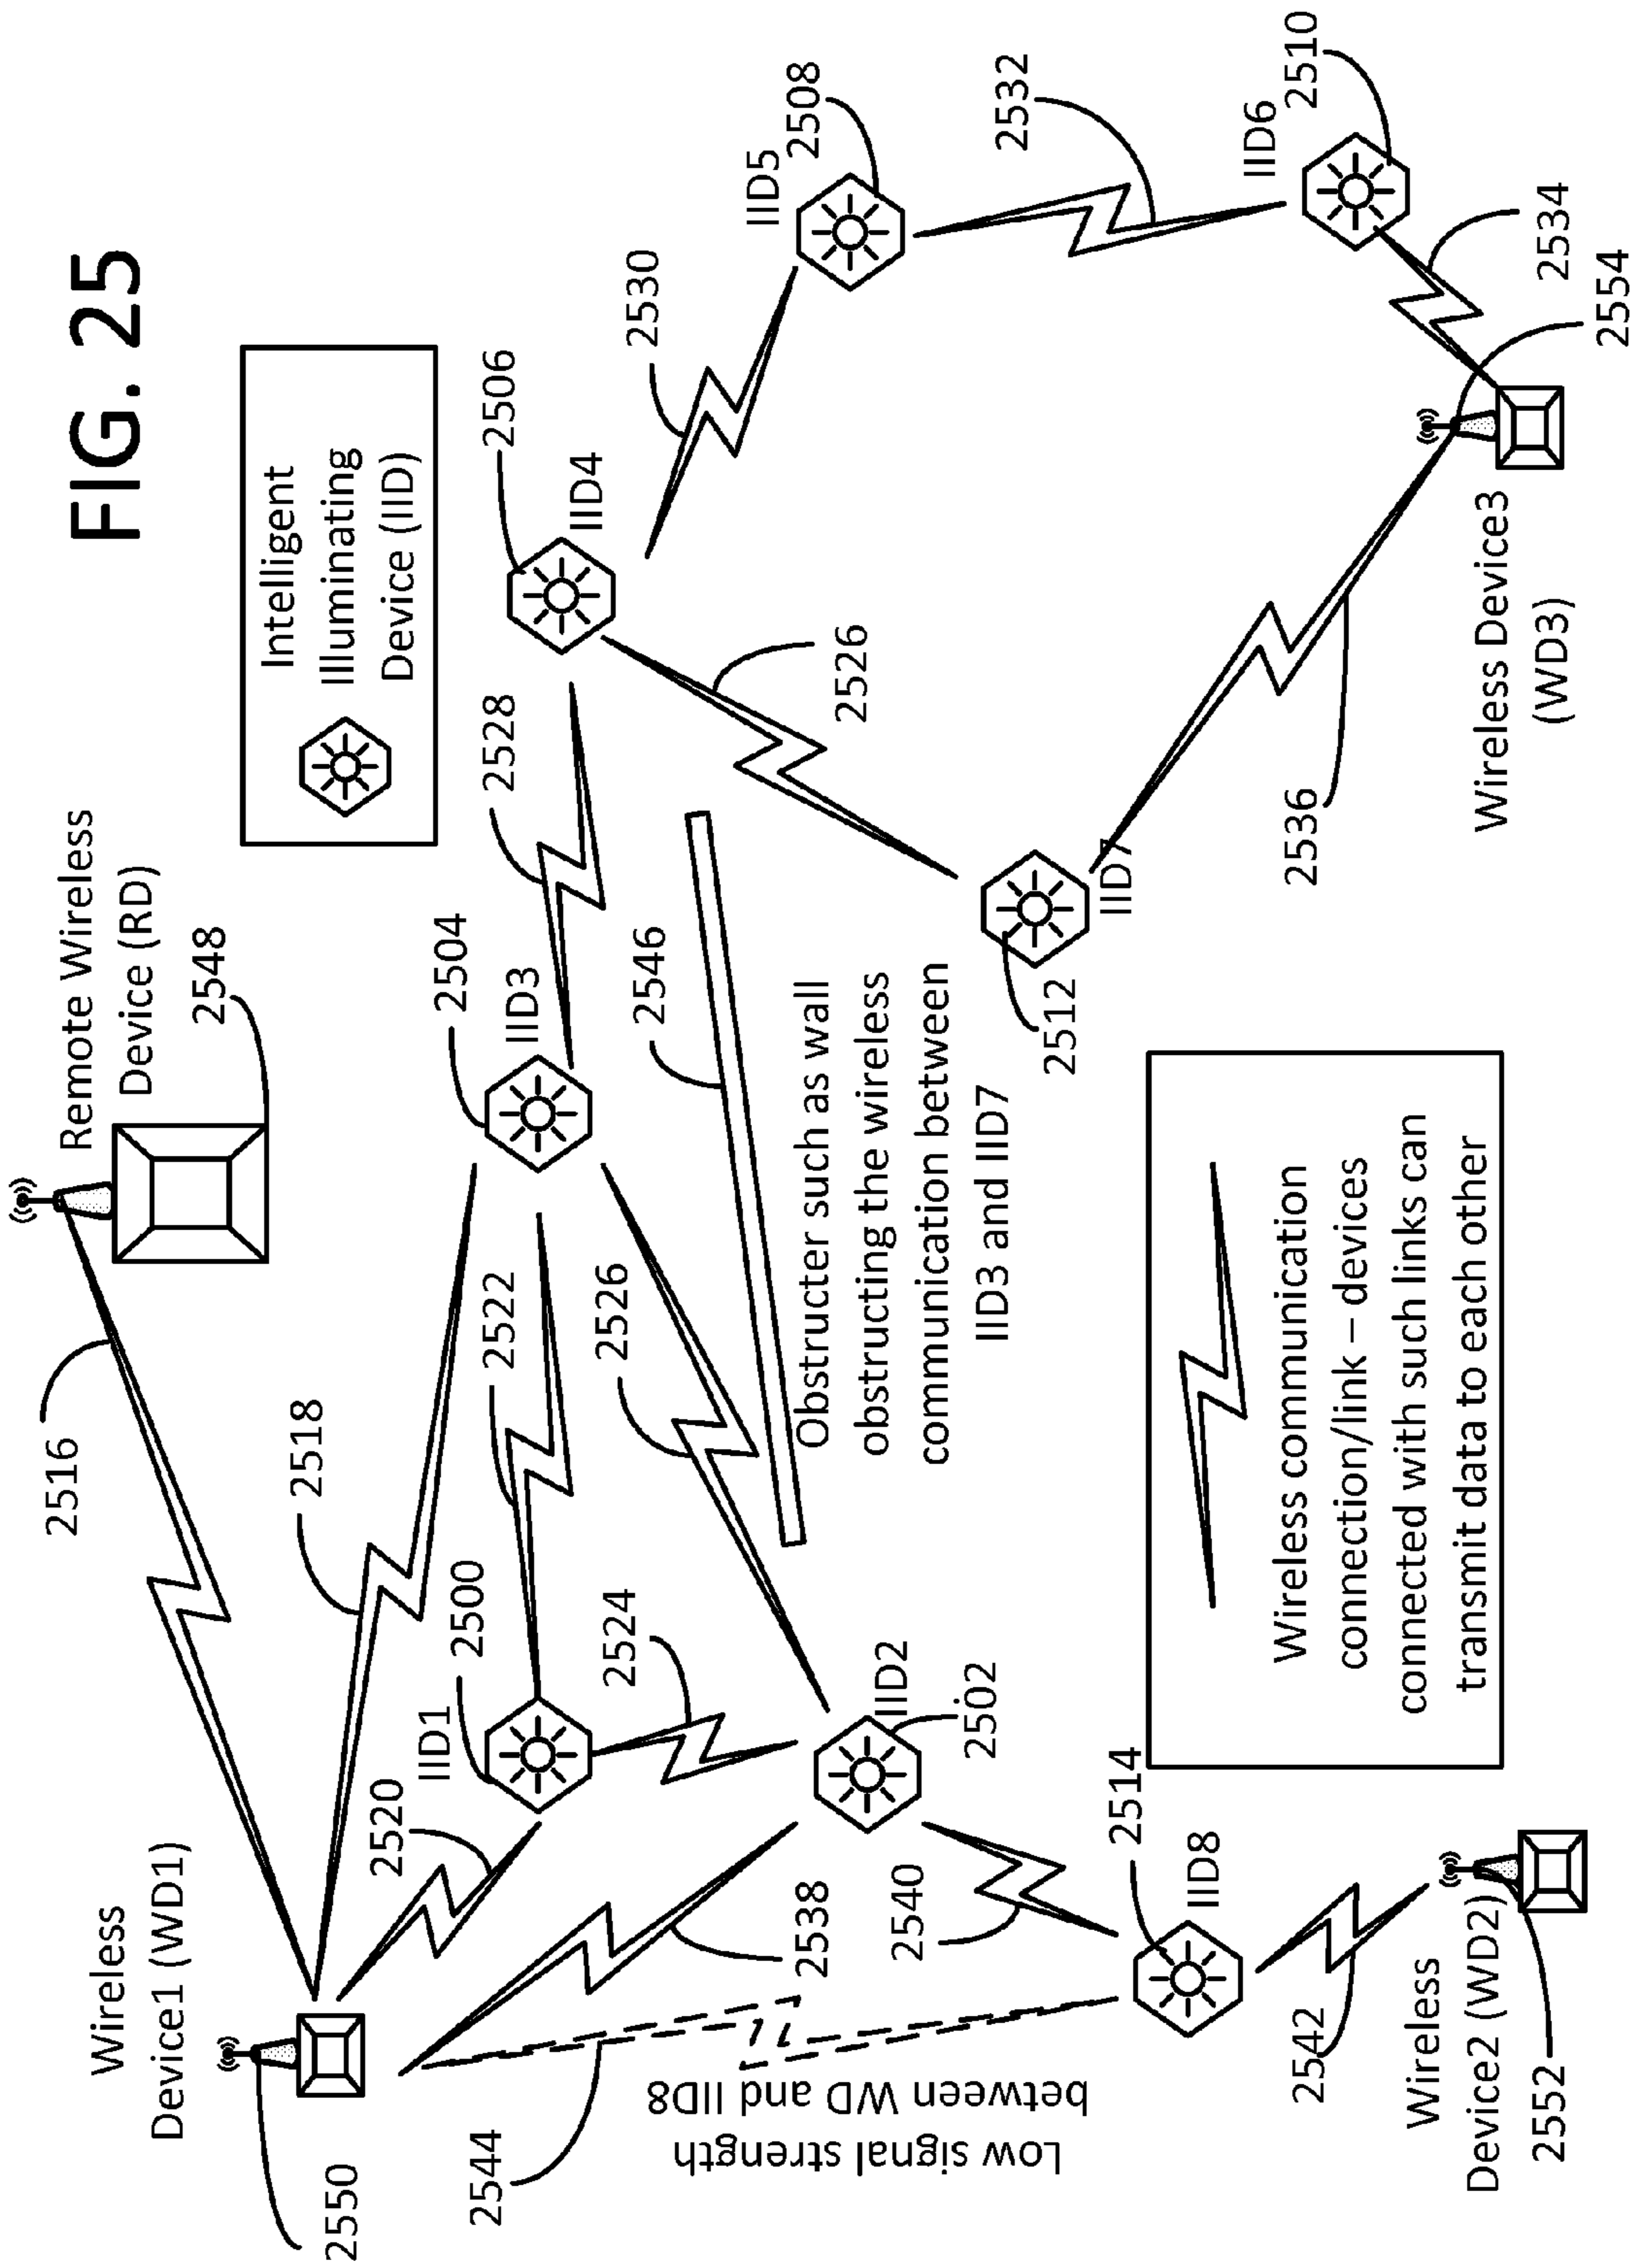 FIG. 25
Intelligent
Illuminating
Device (IID)
Remote Wireless
Device (RD)
2548
2516
2518
Wireless
Device1 (WD1)
2550
2520
IID1
2500
2522
IID3
2504
2528
IID4
2506
2530
IID5
2508
2532
IID6
2510
2534
2554
Wireless Device3
(WD3)
2536
IID7
2512
2526
2546
Obstructer such as wall
obstructing the wireless
communication between
IID3 and IID7
2526
2524
IID2
2502
2538
2540
2544
Low signal strength
between WD and IID8
2514
IID8
2542
Wireless
Device2 (WD2)
2552
Wireless communication
connection/link – devices
connected with such links can
transmit data to each other